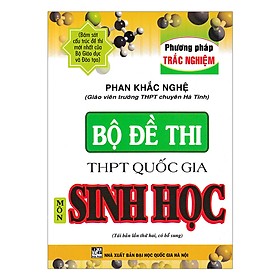 (Bám sát
cấu trúc đề thi
mới nhất của
Bộ Giáo dục
và Đào tạo)
Phương pháp
TRẮC NGHIỆM
PHAN KHẮC NGHỆ
(Giáo viên trường THPT chuyên Hà Tĩnh)
BỘ ĐỀ THI
THPT QUỐC GIA
MÔN
SINH HỌC
(Tái bản lần thứ hai, có bổ sung)
NHÀ XUẤT BẢN ĐẠI HỌC QUỐC GIA HÀ NỘI